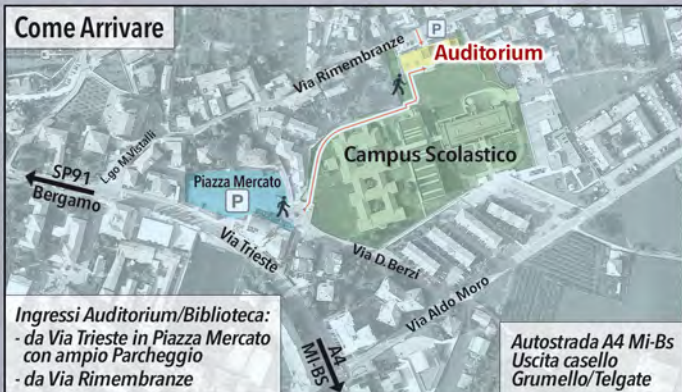 Come Arrivare
P
Via Rimembranze
Auditorium
Campus Scolastico
L.go M.Vistalli
SP91
Bergamo
Piazza Mercato
P
Via Trieste
Via D.Berzi
Via Aldo Moro
A4
MI-BS
Ingressi Auditorium/Biblioteca:
- da Via Trieste in Piazza Mercato
con ampio Parcheggio
- da Via Rimembranze
Autostrada A4 Mi-Bs
Uscita casello
Grumello/Telgate